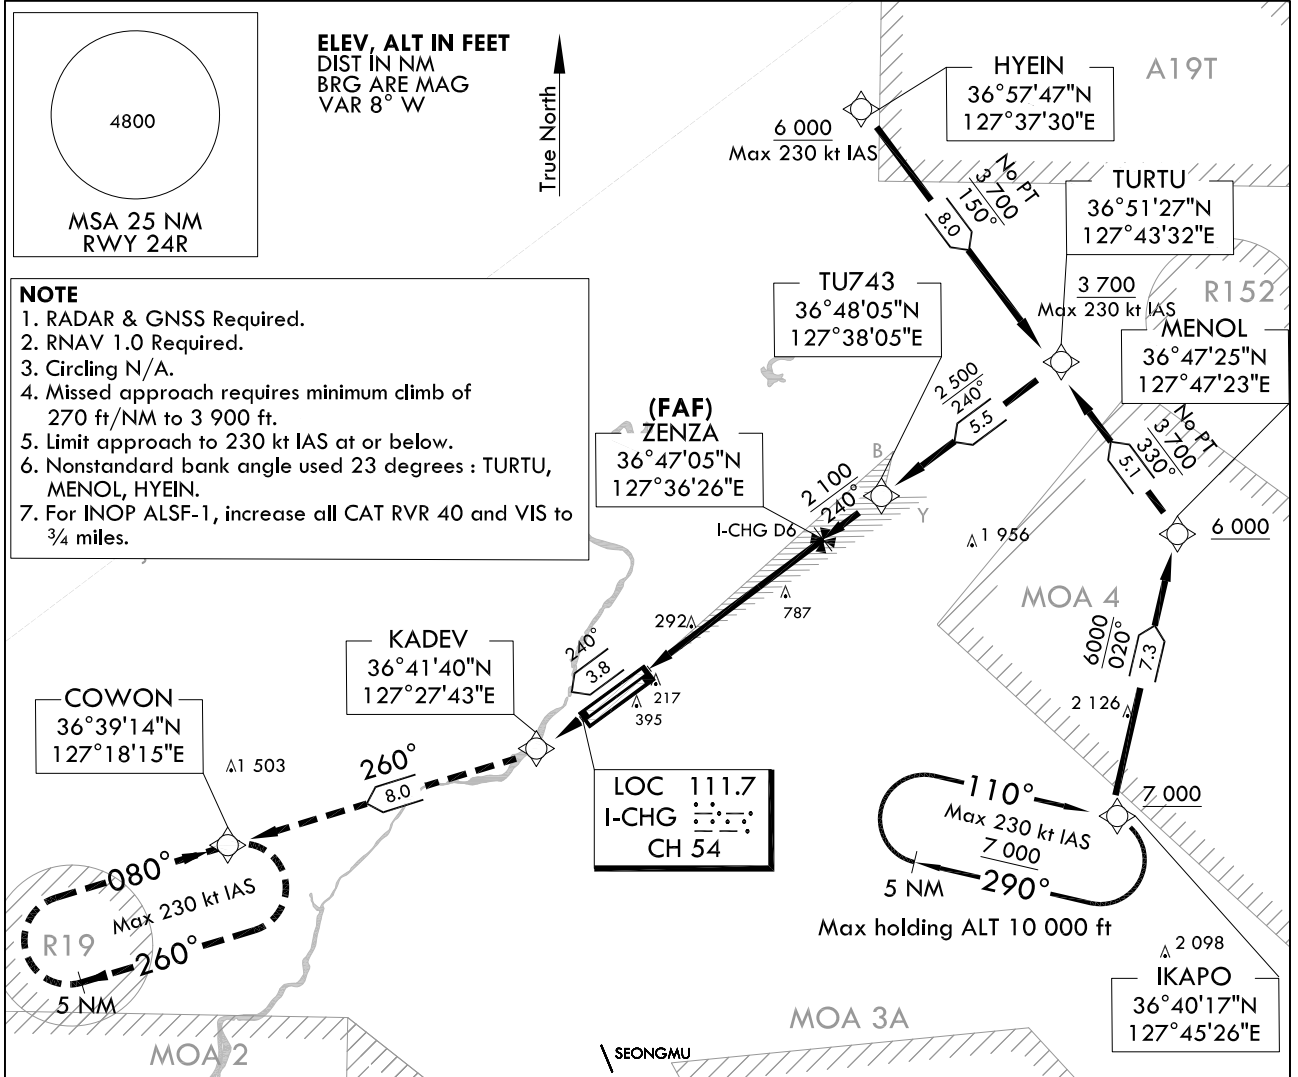 4800
MSA 25 NM
RWY 24R
ELEV, ALT IN FEET
DIST IN NM
BRG ARE MAG
VAR 8° W
True North
NOTE
1. RADAR & GNSS Required.
2. RNAV 1.0 Required.
3. Circling N/A.
4. Missed approach requires minimum climb of
270 ft/NM to 3 900 ft.
5. Limit approach to 230 kt IAS at or below.
6. Nonstandard bank angle used 23 degrees : TURTU,
MENOL, HYEIN.
7. For INOP ALSF-1, increase all CAT RVR 40 and VIS to
¾ miles.
HYEIN
36°57'47"N
127°37'30"E
A19T
6 000
Max 230 kt IAS
No PT
3 700
150°
8.0
TURTU
36°51'27"N
127°43'32"E
3 700
Max 230 kt IAS
R152
TU743
36°48'05"N
127°38'05"E
MENOL
36°47'25"N
127°47'23"E
2 500
240°
5.5
No PT
3 700
330°
5.1
(FAF)
ZENZA
36°47'05"N
127°36'26"E
B
Y
2 100
240°
I-CHG D6
1 956
6 000
787
292
MOA 4
6000
020°
7.3
KADEV
36°41'40"N
127°27'43"E
240°
3.8
217
395
2 126
COWON
36°39'14"N
127°18'15"E
1 503
260°
8.0
LOC 111.7
I-CHG
CH 54
110°
Max 230 kt IAS
7 000
290°
5 NM
7 000
Max holding ALT 10 000 ft
080°
Max 230 kt IAS
260°
R19
5 NM
2 098
IKAPO
36°40'17"N
127°45'26"E
MOA 3A
MOA 2
SEONGMU